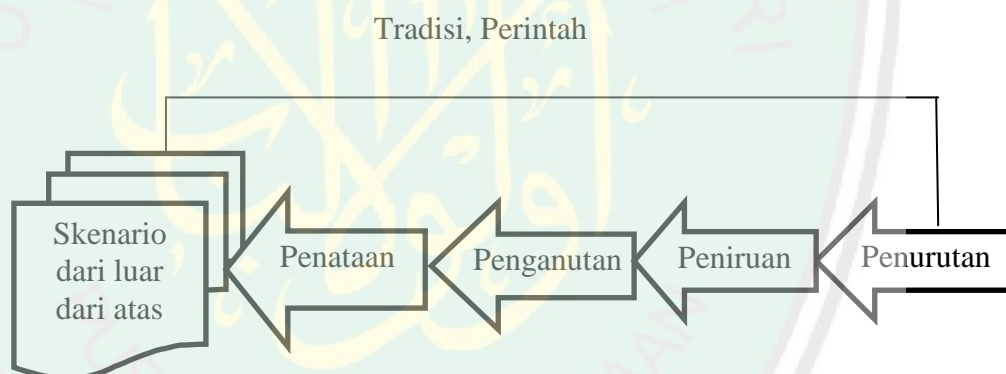 Tradisi, Perintah
Skenario
dari luar
dari atas
Penataan
Penganutan
Peniruan
Penurutan